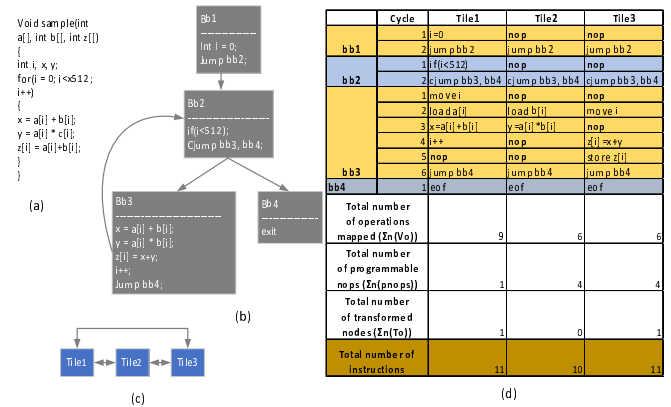 Void sample(int
a[], int b[], int z[])
{
int i, x, y;
for(i = 0; i<x512;
i++)
{
x = a[i] + b[i];
y = a[i] * c[i];
z[i] = a[i]+b[i];
}
}
(a)
Bb1
Int I = 0;
Jump bb2;
Bb2
if(i<512);
Cjump bb3, bb4;
Bb3
x = a[i] + b[i];
y = a[i] * b[i];
z[i] = x+y;
i++;
Jump bb4;
Bb4
exit
(b)
Tile1 Tile2 Tile3
(c)
Cycle Tile1 Tile2 Tile3
bb1
1 i=0 nop nop
2 jump bb2 jump bb2 jump bb2
bb2
1 if(i<512) nop nop
2 cjump bb3, bb4 cjump bb3, bb4 cjump bb3, bb4
bb3
1 move i nop nop
2 load a[i] load b[i] move i
3 x=a[i]+b[i] y=a[i]*b[i] nop
4 i++ nop z[i]=x+y
5 nop nop store z[i]
6 jump bb4 jump bb4 jump bb4
bb4 1 eof eof eof
Total number
of operations
mapped (Σn(Vo)) 9 6 6
Total number
of programmable
nops (Σn(pnops)) 1 4 4
Total number
of transformed
nodes (Σn(To)) 1 0 1
Total number of
instructions 11 10 11
(d)